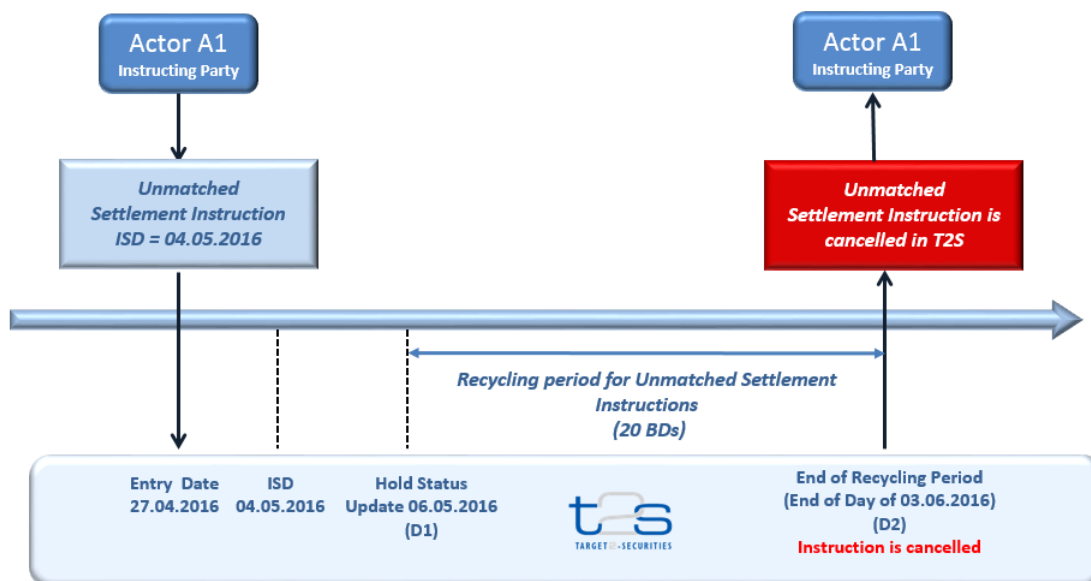 Actor A1
Instructing Party
Actor A1
Instructing Party
Unmatched
Settlement Instruction
ISD = 04.05.2016
Unmatched
Settlement Instruction is
cancelled in T2S
Recycling period for Unmatched Settlement
Instructions
(20 BDs)
Entry Date
27.04.2016
ISD
04.05.2016
Hold Status
Update 06.05.2016
(D1)
t2s
TARGET2-SECURITIES
End of Recycling Period
(End of Day of 03.06.2016)
(D2)
Instruction is cancelled